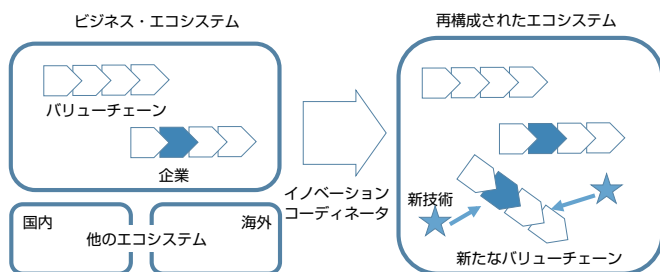 ビジネス・エコシステム
バリューチェーン
企業
国内
海外
他のエコシステム
イノベーション
コーディネータ
再構成されたエコシステム
新技術
新たなバリューチェーン